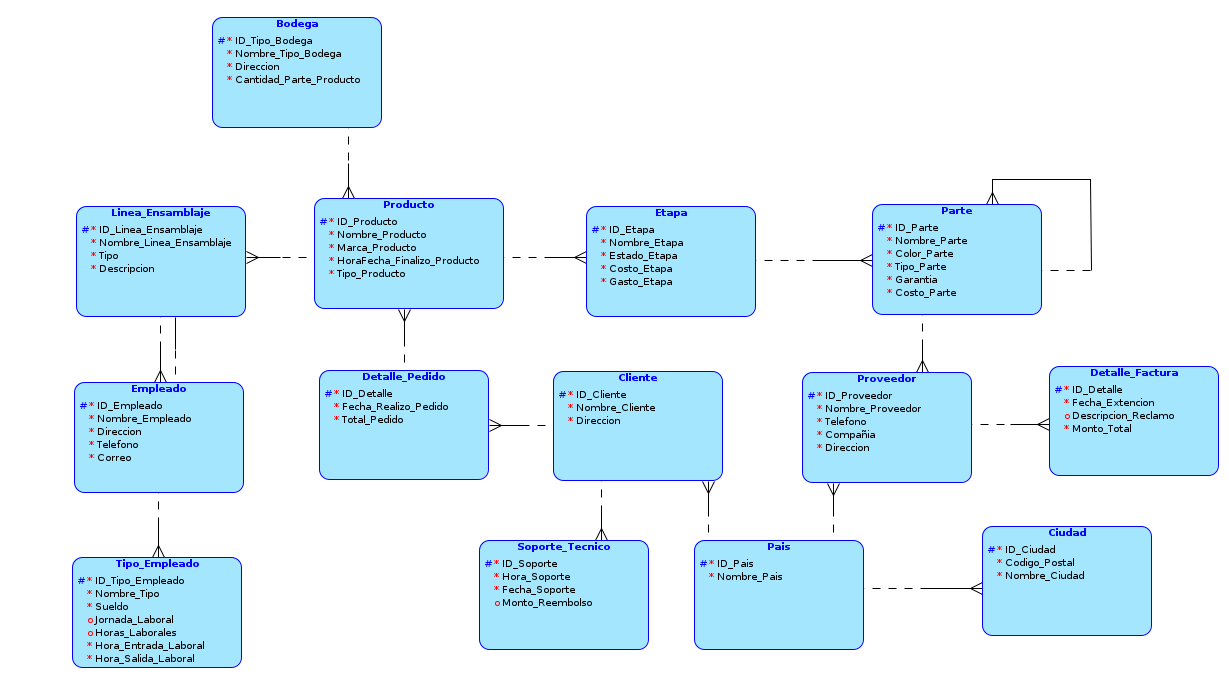 Bodega
#* ID_Tipo_Bodega
* Nombre_Tipo_Bodega
* Direccion
* Cantidad_Parte_Producto
Linea_Ensamblaje
#* ID_Linea_Ensamblaje
* Nombre_Linea_Ensamblaje
* Tipo
* Descripcion
Producto
#* ID_Producto
* Nombre_Producto
* Marca_Producto
* HoraFecha_Finalizo_Producto
* Tipo_Producto
Etapa
#* ID_Etapa
* Nombre_Etapa
* Estado_Etapa
* Costo_Etapa
* Gasto_Etapa
Parte
#* ID_Parte
* Nombre_Parte
* Color_Parte
* Tipo_Parte
* Garantia
* Costo_Parte
Empleado
#* ID_Empleado
* Nombre_Empleado
* Direccion
* Telefono
* Correo
Detalle_Pedido
#* ID_Detalle
* Fecha_Realizo_Pedido
* Total_Pedido
Cliente
#* ID_Cliente
* Nombre_Cliente
* Direccion
Proveedor
#* ID_Proveedor
* Nombre_Proveedor
* Telefono
* Compañia
* Direccion
Detalle_Factura
#* ID_Detalle
* Fecha_Extencion
o Descripcion_Reclamo
* Monto_Total
Tipo_Empleado
#* ID_Tipo_Empleado
* Nombre_Tipo
* Sueldo
o Jornada_Laboral
o Horas_Laborales
* Hora_Entrada_Laboral
* Hora_Salida_Laboral
Soporte_Tecnico
#* ID_Soporte
* Hora_Soporte
* Fecha_Soporte
o Monto_Reembolso
Pais
#* ID_Pais
* Nombre_Pais
Ciudad
#* ID_Ciudad
* Codigo_Postal
* Nombre_Ciudad